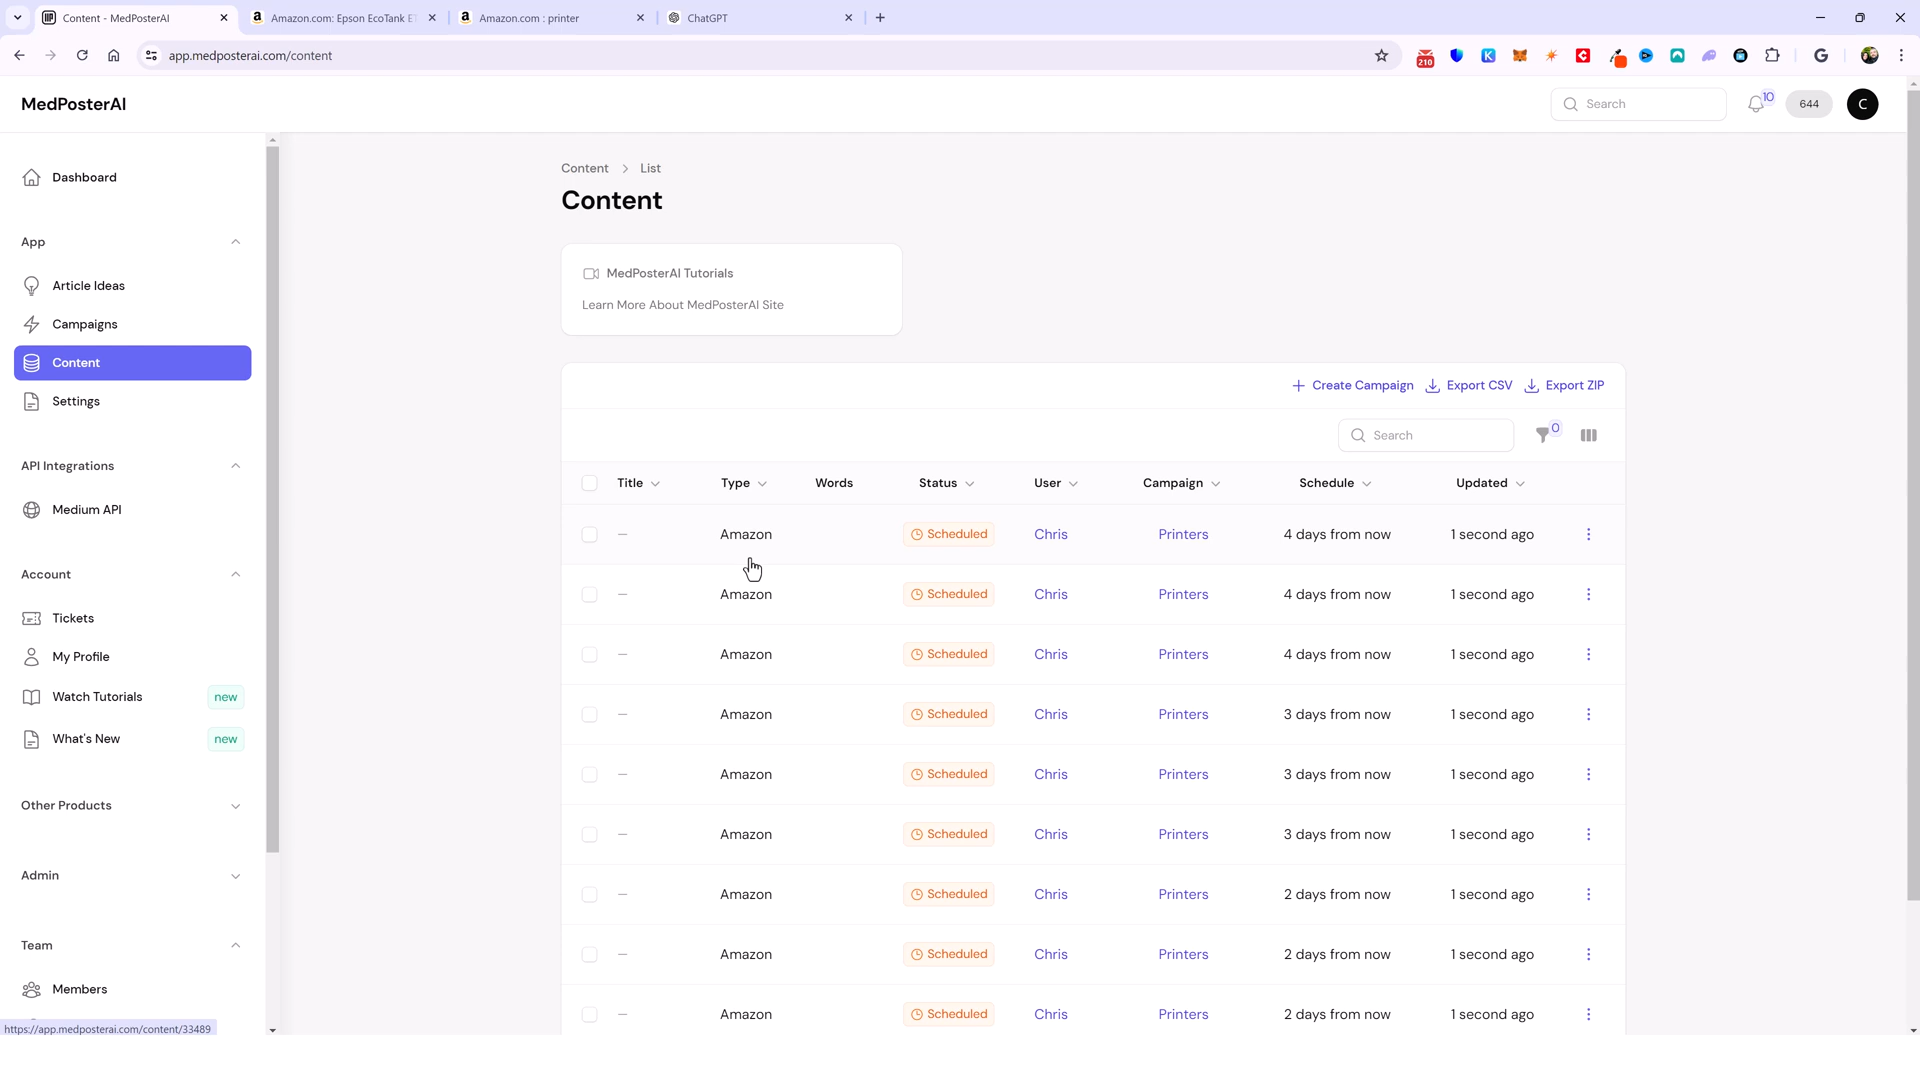 Content - MedPosterAI
Amazon.com: Epson EcoTank ET
Amazon.com : printer
ChatGPT
app.medposterai.com/content
210
G
MedPosterAI
Search
10
644
C
Dashboard
App
Article Ideas
Campaigns
Content
Settings
API Integrations
Medium API
Account
Tickets
My Profile
Watch Tutorials new
What's New new
Other Products
Admin
Team
Members
https://app.medposterai.com/content/33489
Content > List
Content
MedPosterAI Tutorials
Learn More About MedPosterAI Site
Create Campaign Export CSV Export ZIP
Search 0
Title Type Words Status User Campaign Schedule Updated
— Amazon Scheduled Chris Printers 4 days from now 1 second ago
— Amazon Scheduled Chris Printers 4 days from now 1 second ago
— Amazon Scheduled Chris Printers 4 days from now 1 second ago
— Amazon Scheduled Chris Printers 3 days from now 1 second ago
— Amazon Scheduled Chris Printers 3 days from now 1 second ago
— Amazon Scheduled Chris Printers 3 days from now 1 second ago
— Amazon Scheduled Chris Printers 2 days from now 1 second ago
— Amazon Scheduled Chris Printers 2 days from now 1 second ago
— Amazon Scheduled Chris Printers 2 days from now 1 second ago